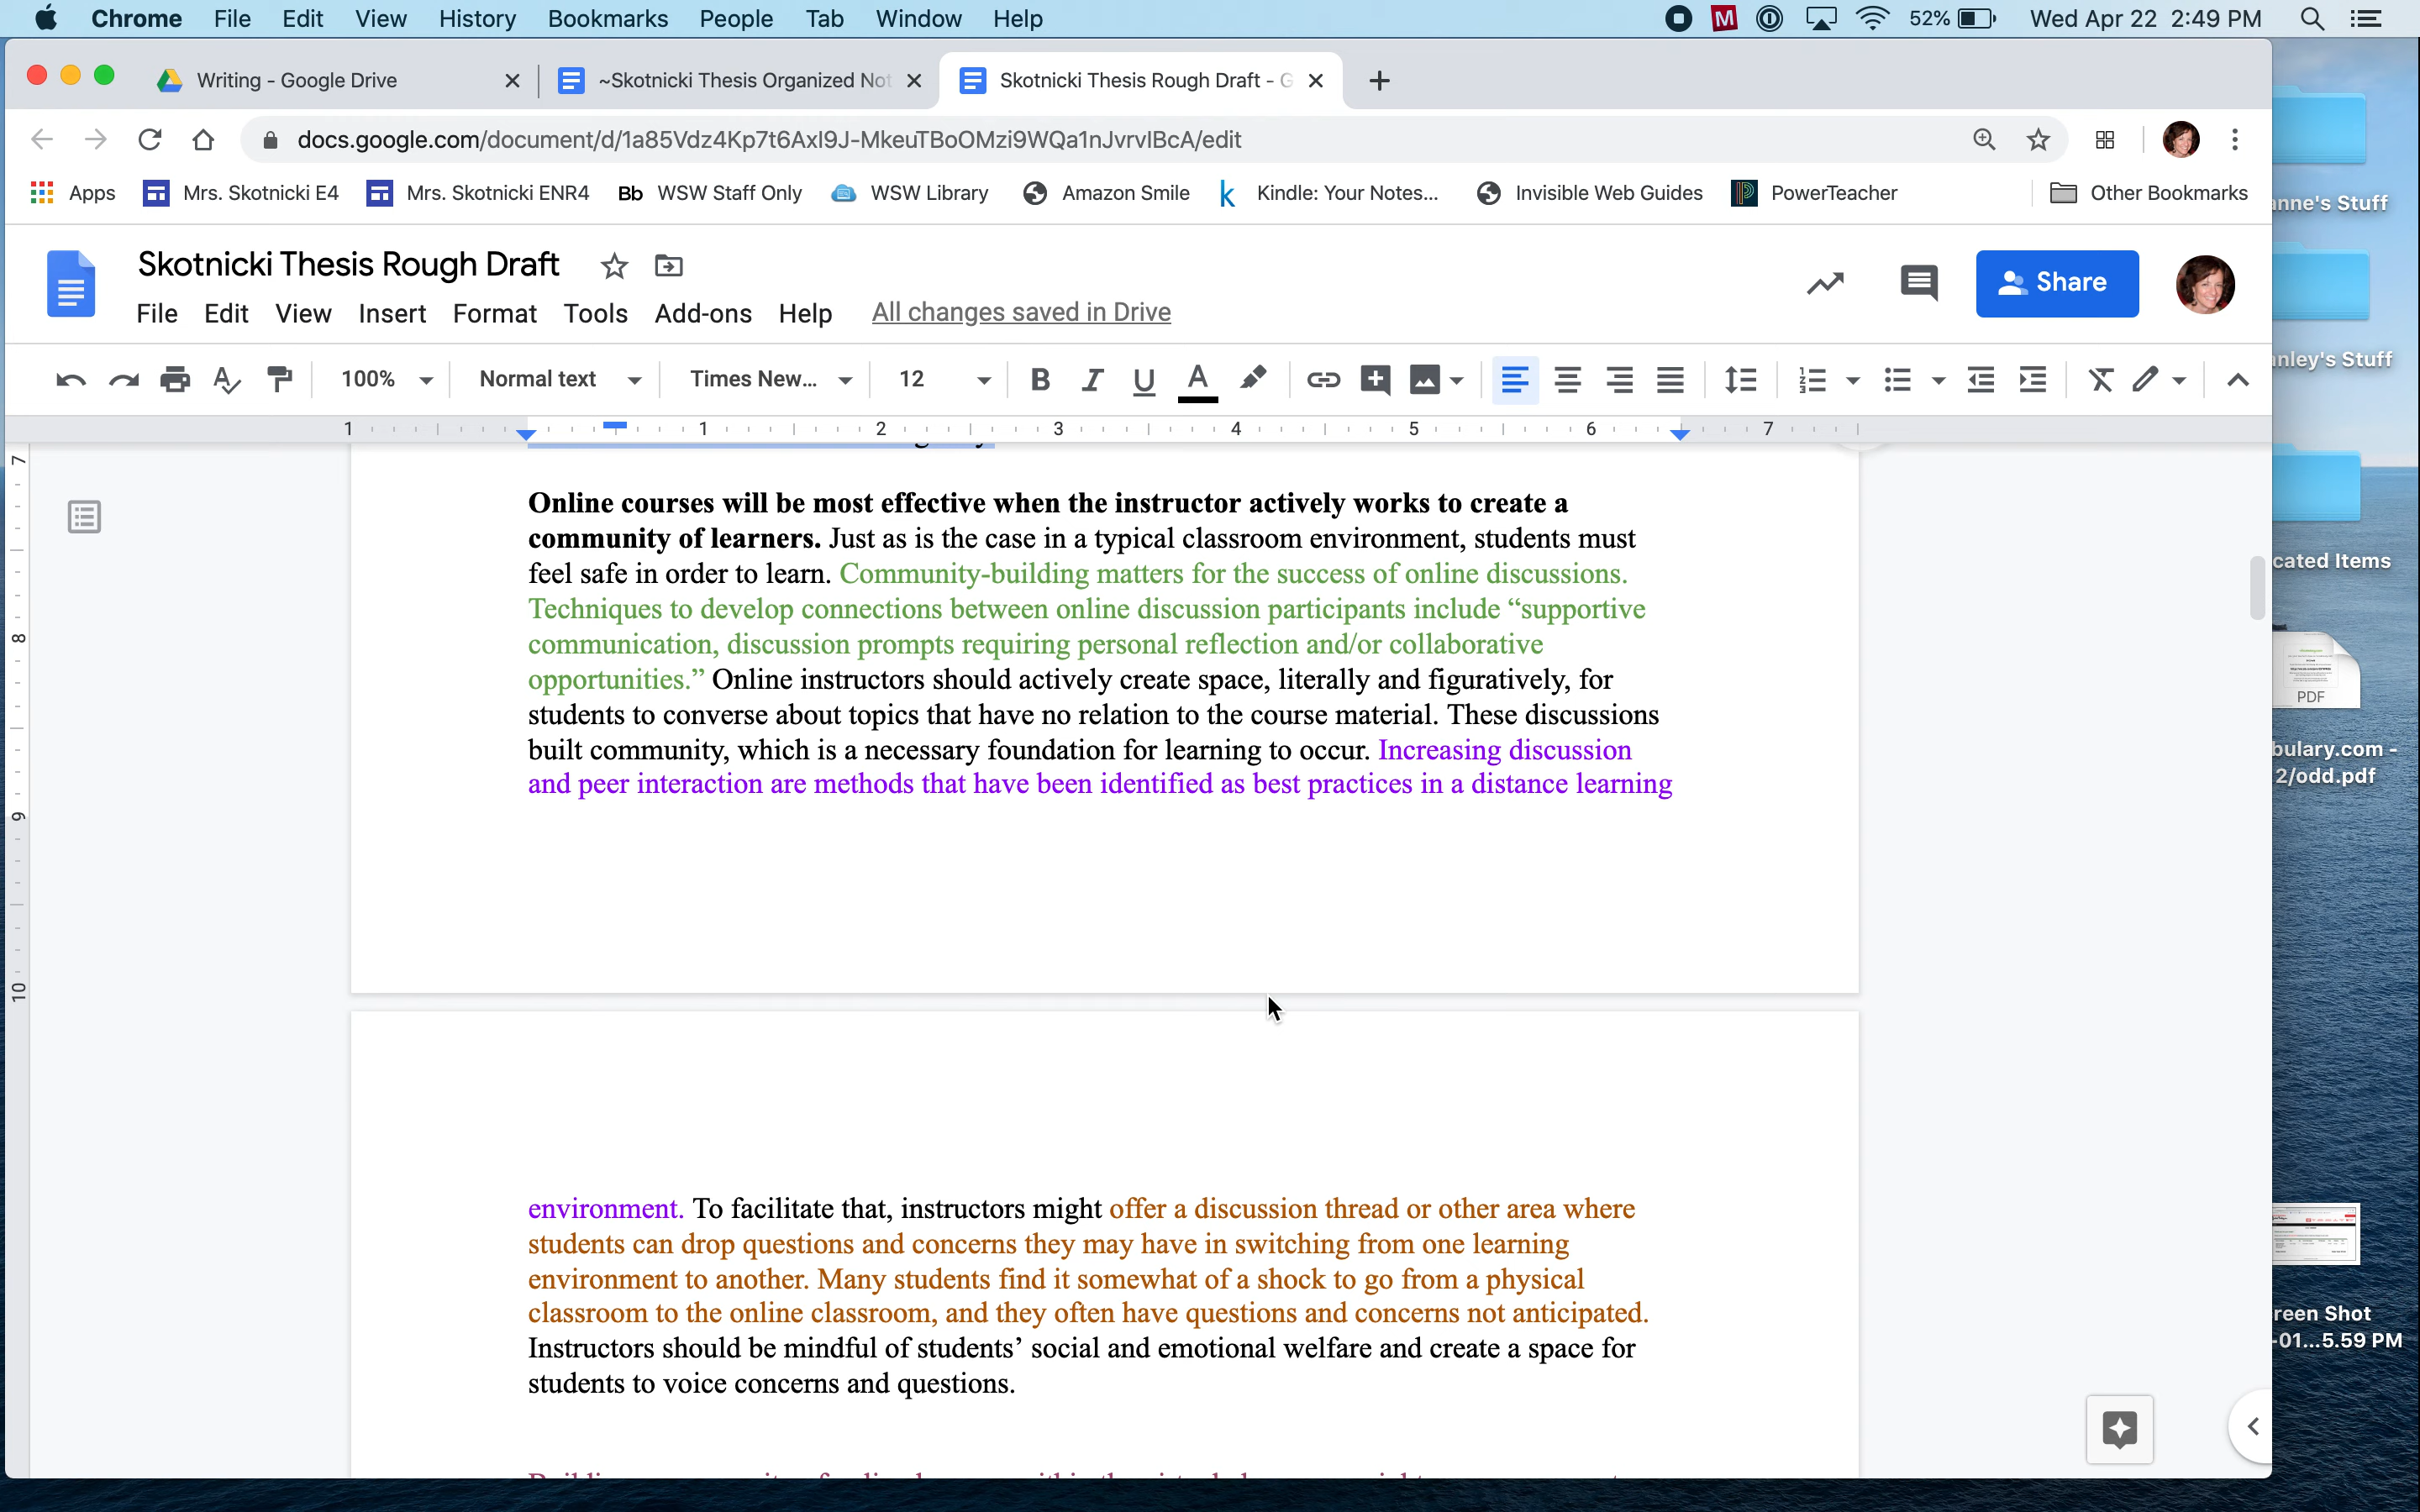 Chrome File Edit View History Bookmarks People Tab Window Help 52% Wed Apr 22 2:49 PM
Writing - Google Drive ~Skotnicki Thesis Organized Not Skotnicki Thesis Rough Draft - G
docs.google.com/document/d/1a85Vdz4Kp7t6AxI9J-MkeuTBoOMzi9WQa1nJvrvIBcA/edit
Apps Mrs. Skotnicki E4 Mrs. Skotnicki ENR4 Bb WSW Staff Only WSW Library Amazon Smile k Kindle: Your Notes... Invisible Web Guides PowerTeacher Other Bookmarks
anne's Stuff
Skotnicki Thesis Rough Draft
Share
File Edit View Insert Format Tools Add-ons Help All changes saved in Drive
anley's Stuff
100% Normal text Times New... 12
1 1 2 3 4 5 6 7
Online courses will be most effective when the instructor actively works to create a
community of learners. Just as is the case in a typical classroom environment, students must
feel safe in order to learn. Community-building matters for the success of online discussions.
Techniques to develop connections between online discussion participants include “supportive
communication, discussion prompts requiring personal reflection and/or collaborative
opportunities.” Online instructors should actively create space, literally and figuratively, for
students to converse about topics that have no relation to the course material. These discussions
built community, which is a necessary foundation for learning to occur. Increasing discussion
and peer interaction are methods that have been identified as best practices in a distance learning
environment. To facilitate that, instructors might offer a discussion thread or other area where
students can drop questions and concerns they may have in switching from one learning
environment to another. Many students find it somewhat of a shock to go from a physical
classroom to the online classroom, and they often have questions and concerns not anticipated.
Instructors should be mindful of students’ social and emotional welfare and create a space for
students to voice concerns and questions.
7
8
9
10
cated Items
PDF
bulary.com -
2/odd.pdf
reen Shot
-01...5.59 PM